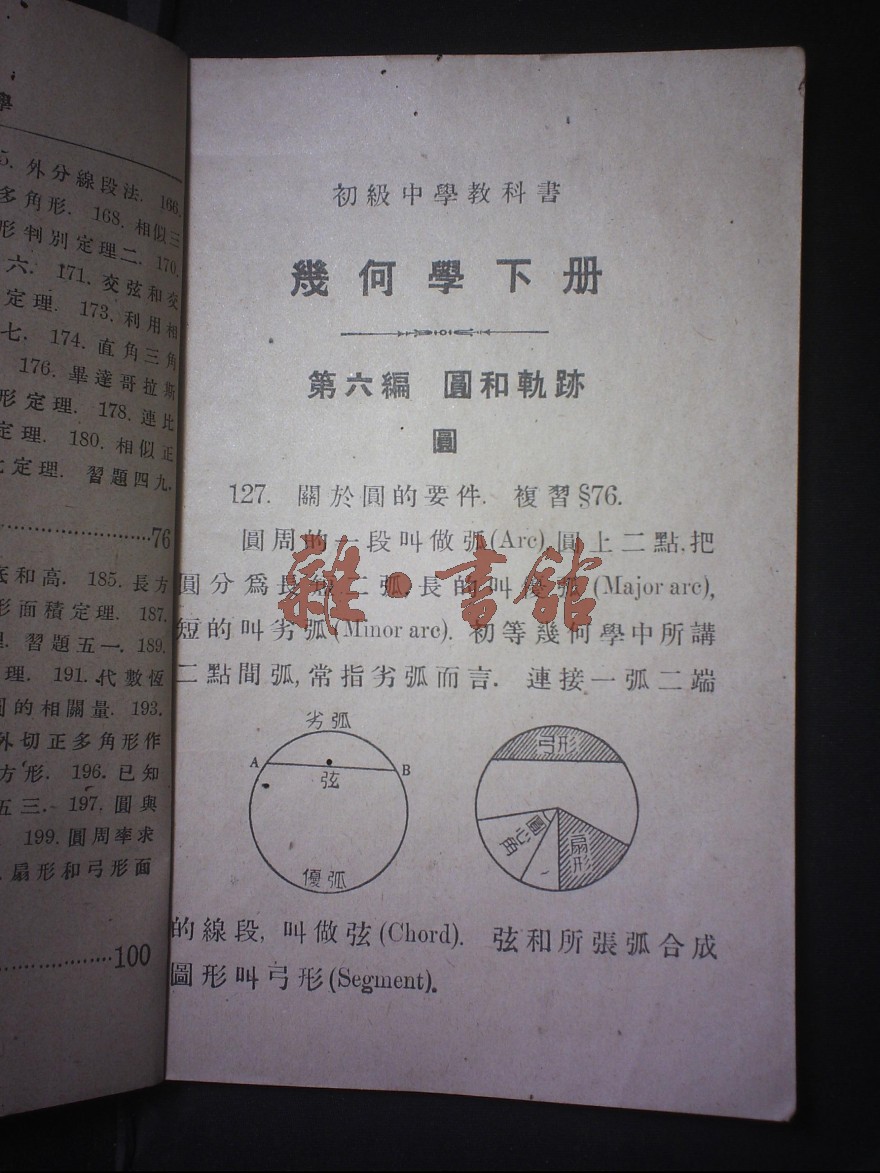 學
5. 外分線段法. 166.
多角形. 168. 相似三
形判別定理二. 170.
六. 171. 交弦和交
定理. 173. 利用相
七. 174. 直角三角
176. 畢達哥拉斯
形定理. 178. 連比
定理. 180. 相似正
定理. 習題四九.
76
底和高. 185. 長方
形面積定理. 187.
習題五一. 189.
理. 191. 代數恆
的相關量. 193.
外切正多角形作
方形. 196. 已知
五三. 197. 圓與
199. 圓周率求
扇形和弓形面
100
初級中學教科書
幾何學下册
第六編 圓和軌跡
圓
127. 關於圓的要件. 複習§76.
圓周的一段叫做弧(Arc).圓上二點,把
圓分爲長短二弧,長的叫優弧(Major arc),
短的叫劣弧(Minor arc). 初等幾何學中所講
二點間弧,常指劣弧而言. 連接一弧二端
劣弧
A
B
弦
優弧
弓形
圓心角
扇形
的線段, 叫做弦(Chord). 弦和所張弧合成
圖形叫弓形(Segment).
雜·書館